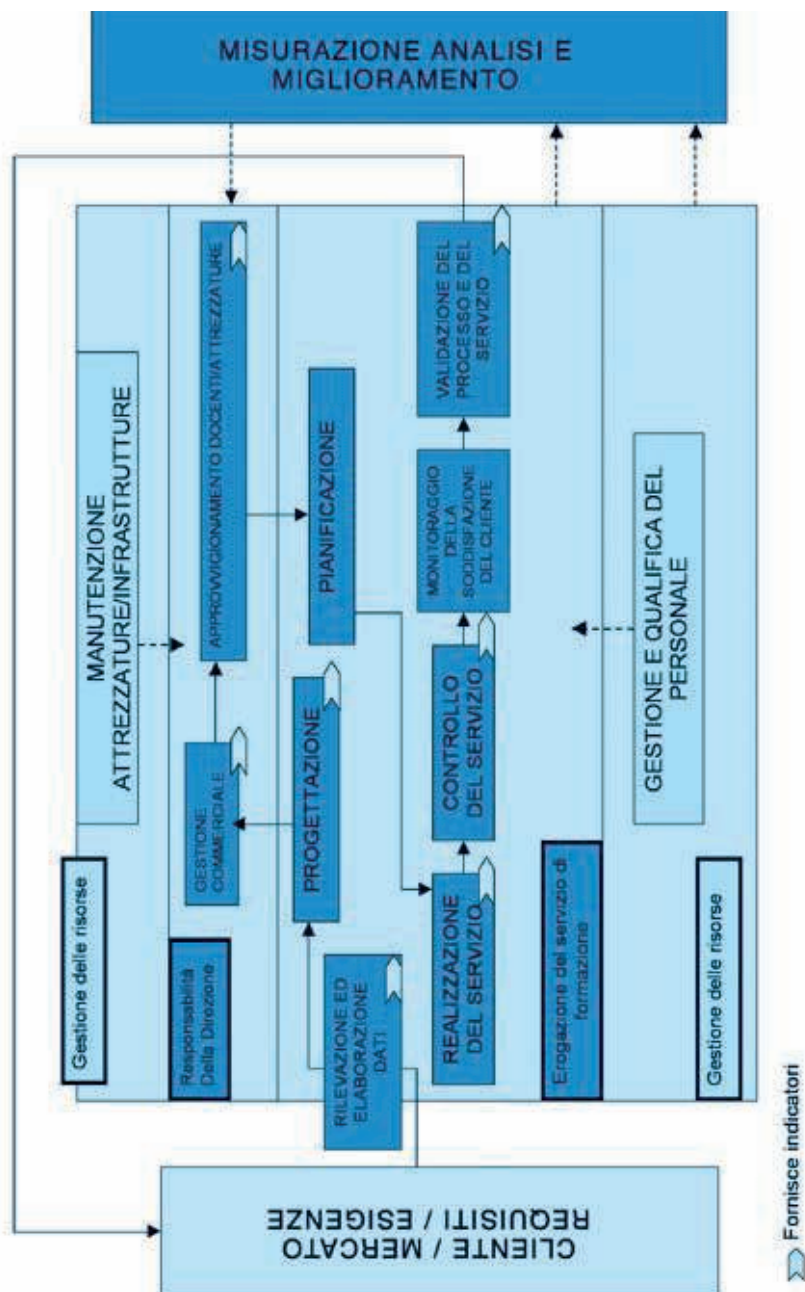 MISURAZIONE ANALISI E
MIGLIORAMENTO
MANUTENZIONE
ATTREZZATURE/INFRASTRUTTURE
Gestione delle risorse
Responsabilità
Della Direzione
GESTIONE
COMMERCIALE
APPROVVIGIONAMENTO DOCENTI/ATTREZZATURE
RILEVAZIONE ED
ELABORAZIONE
DATI
PROGETTAZIONE
PIANIFICAZIONE
REALIZZAZIONE
DEL SERVIZIO
CONTROLLO
DEL SERVIZIO
MONITORAGGIO
DELLA
SODDISFAZIONE
DEL CLIENTE
VALIDAZIONE DEL
PROCESSO E DEL
SERVIZIO
Erogazione del servizio di
formazione
GESTIONE E QUALIFICA DEL
PERSONALE
Gestione delle risorse
CLIENTE / MERCATO
REQUISITI / ESIGENZE
Fornisce indicatori